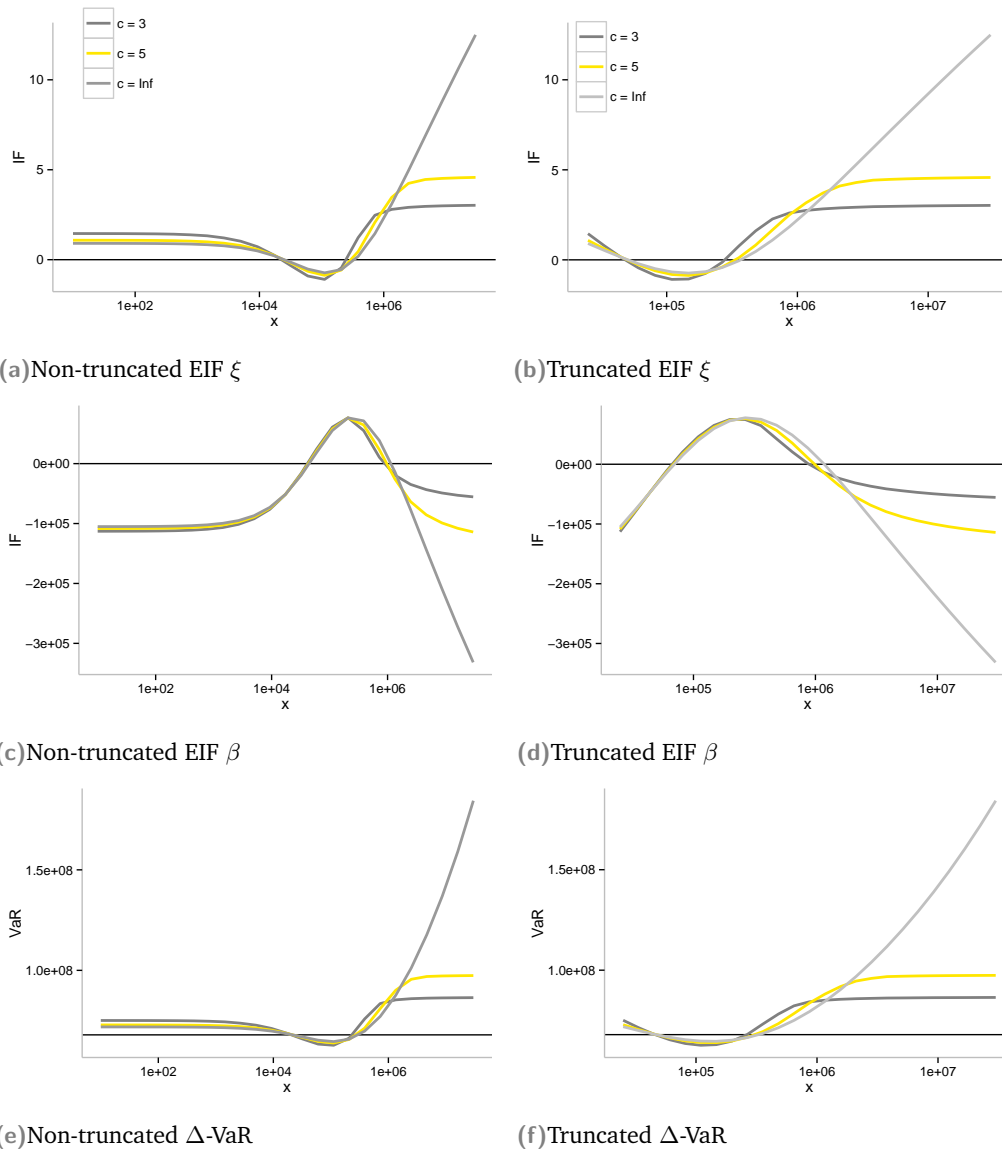 c = 3
c = 5
c = Inf
10
5
0
IF
1e+02
1e+04
1e+06
x
(a)Non-truncated EIF ξ
c = 3
c = 5
c = Inf
10
5
0
IF
1e+05
1e+06
1e+07
x
(b)Truncated EIF ξ
0e+00
−1e+05
−2e+05
−3e+05
IF
1e+02
1e+04
1e+06
x
(c)Non-truncated EIF β
0e+00
−1e+05
−2e+05
−3e+05
IF
1e+05
1e+06
1e+07
x
(d)Truncated EIF β
1.5e+08
1.0e+08
VaR
1e+02
1e+04
1e+06
x
(e)Non-truncated Δ-VaR
1.5e+08
1.0e+08
VaR
1e+05
1e+06
1e+07
x
(f)Truncated Δ-VaR